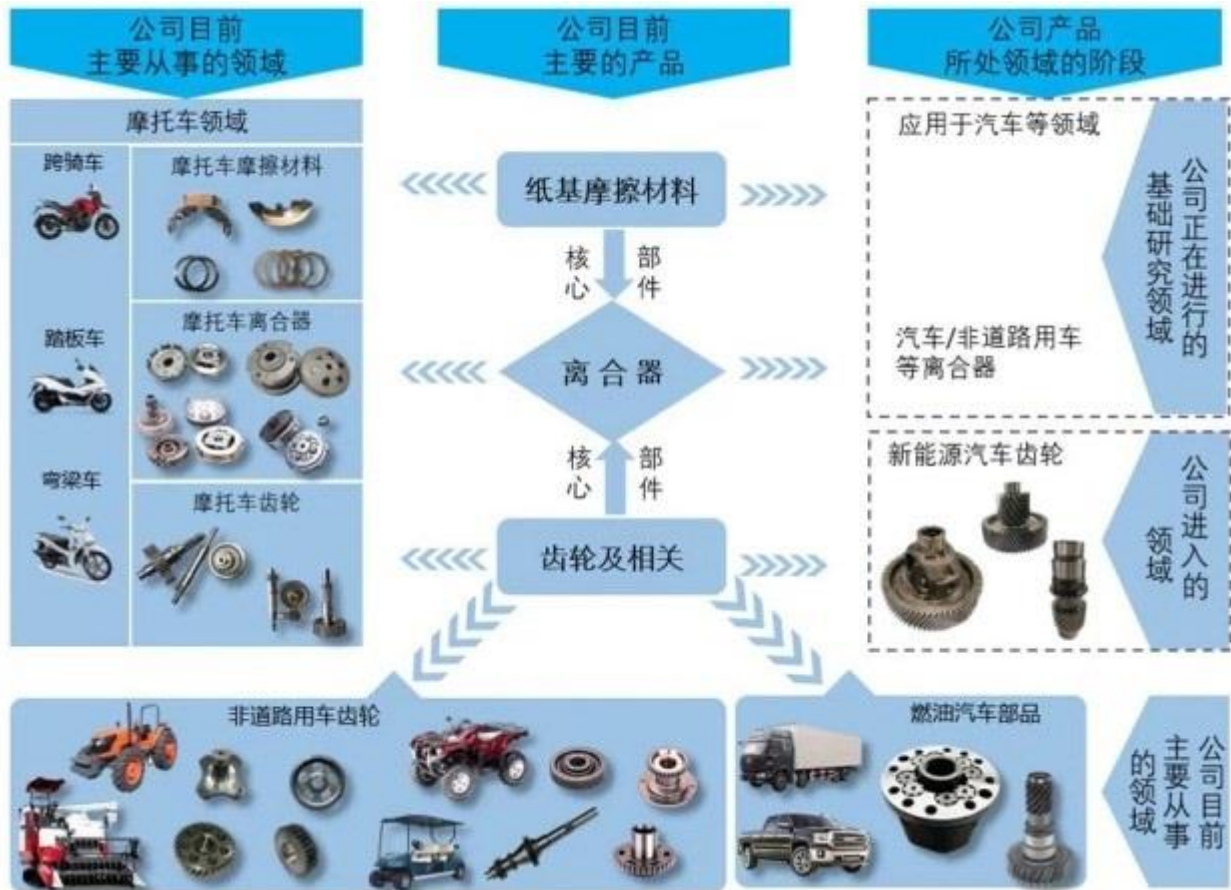 公司目前
主要从事的领域
公司目前
主要的产品
公司产品
所处领域的阶段
摩托车领域
跨骑车
踏板车
弯梁车
摩托车摩擦材料
摩托车离合器
摩托车齿轮
纸基摩擦材料
核心
部件
离合器
核心
部件
齿轮及相关
应用于汽车等领域
汽车/非道路用车
等离合器
公司正在进行的
基础研究领域
新能源汽车齿轮
公司进入的
领域
非道路用车齿轮
燃油汽车部品
公司目前
主要从事
的领域